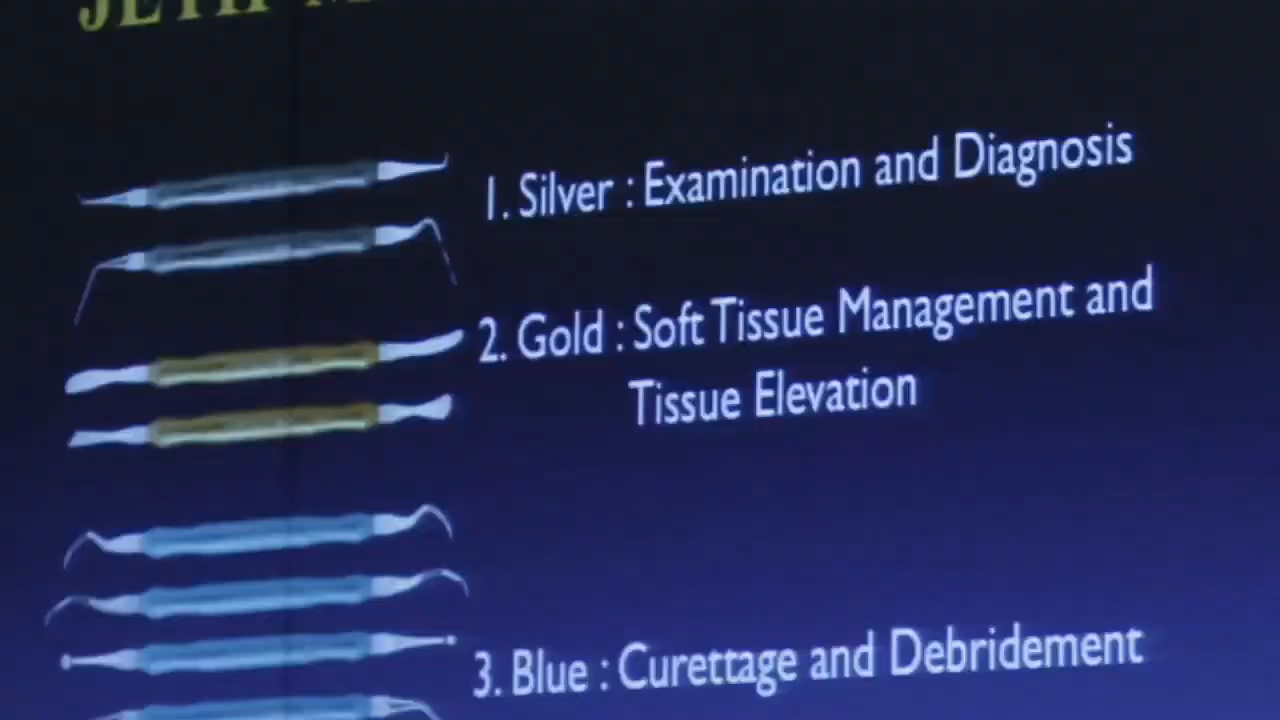 1. Silver : Examination and Diagnosis
2. Gold : Soft Tissue Management and
Tissue Elevation
3. Blue : Curettage and Debridement